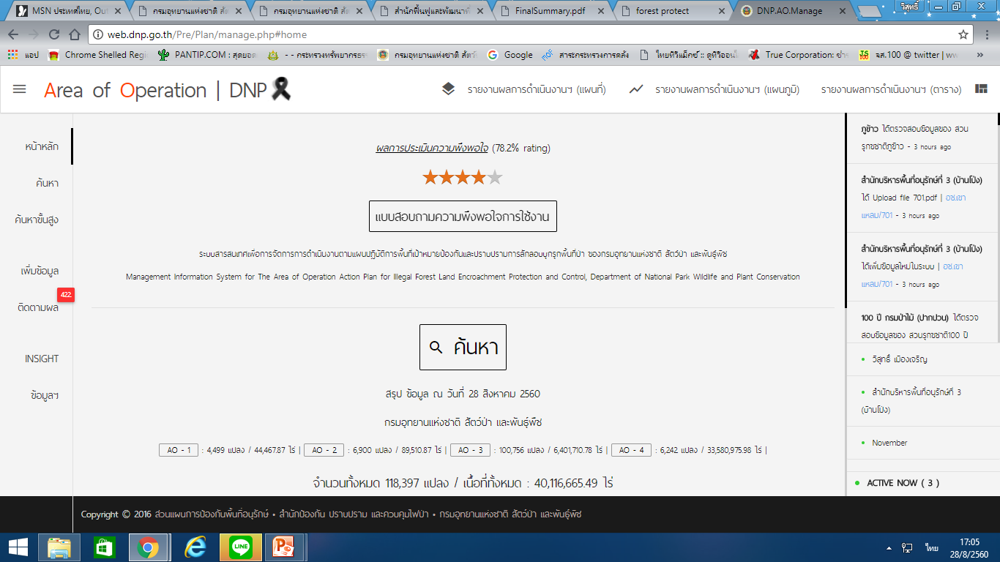 MSN ประเทศไทย, Out
กรมอุทยานแห่งชาติ สัต
กรมอุทยานแห่งชาติ สัต
สำนักฟื้นฟูและพัฒนาพื
FinalSummary.pdf
forest protect
DNP.AO.Manage
วิสุทธิ์
web.dnp.go.th/Pre/Plan/manage.php#home
แอป
Chrome Shelled Regi
PANTIP.COM : สุดยอด
- - กระทรวงทรัพยากรธรร
กรมอุทยานแห่งชาติ สัตว์
Google
สาระกระทรวงการคลัง
ไทยทีวีแม็กซ์ :: ดูทีวีออนไ
True Corporation: ข่า
จส.100 @ twitter | ww
»
Area of Operation | DNP
รายงานผลการดำเนินงานฯ (แผนที่)
รายงานผลการดำเนินงานฯ (แผนภูมิ)
รายงานผลการดำเนินงานฯ (ตาราง)
หน้าหลัก
ค้นหา
ค้นหาขั้นสูง
เพิ่มข้อมูล
422
ติดตามผล
INSIGHT
ข้อมูลฯ
ผลการประเมินความพึงพอใจ (78.2% rating)
แบบสอบถามความพึงพอใจการใช้งาน
ระบบสารสนเทศเพื่อการจัดการการดำเนินงานตามแผนปฏิบัติการพื้นที่เป้าหมายป้องกันและปราบปรามการลักลอบบุกรุกพื้นที่ป่า ของกรมอุทยานแห่งชาติ สัตว์ป่า และพันธุ์พืช
Management Information System for The Area of Operation Action Plan for Illegal Forest Land Encroachment Protection and Control, Department of National Park Wildlife and Plant Conservation
ค้นหา
สรุป ข้อมูล ณ วันที่ 28 สิงหาคม 2560
กรมอุทยานแห่งชาติ สัตว์ป่า และพันธุ์พืช
AO - 1 : 4,499 แปลง / 44,467.87 ไร่ | AO - 2 : 6,900 แปลง / 89,510.87 ไร่ | AO - 3 : 100,756 แปลง / 6,401,710.78 ไร่ | AO - 4 : 6,242 แปลง / 33,580,975.98 ไร่ |
จำนวนทั้งหมด 118,397 แปลง / เนื้อที่ทั้งหมด : 40,116,665.49 ไร่
ภูข้าว ได้ตรวจสอบข้อมูลของ สวน
รุกขชาติภูข้าว - 3 hours ago
สำนักบริหารพื้นที่อนุรักษ์ที่ 3 (บ้านโป่ง)
ได้ Upload file 701.pdf | อช.เขา
แหลม/701 - 3 hours ago
สำนักบริหารพื้นที่อนุรักษ์ที่ 3 (บ้านโป่ง)
ได้เพิ่มข้อมูลใหม่ในระบบ | อช.เขา
แหลม/701 - 3 hours ago
100 ปี กรมป่าไม้ (ปากปวน) ได้ตรวจ
สอบข้อมูลของ สวนรุกขชาติ100 ปี
วิสุทธิ์ เมืองเจริญ
สำนักบริหารพื้นที่อนุรักษ์ที่ 3
(บ้านโป่ง)
November
ACTIVE NOW ( 3 )
Copyright © 2016 ส่วนแผนการป้องกันพื้นที่อนุรักษ์ • สำนักป้องกัน ปราบปราม และควบคุมไฟป่า • กรมอุทยานแห่งชาติ สัตว์ป่า และพันธุ์พืช
LINE
ไทย
17:05
28/8/2560